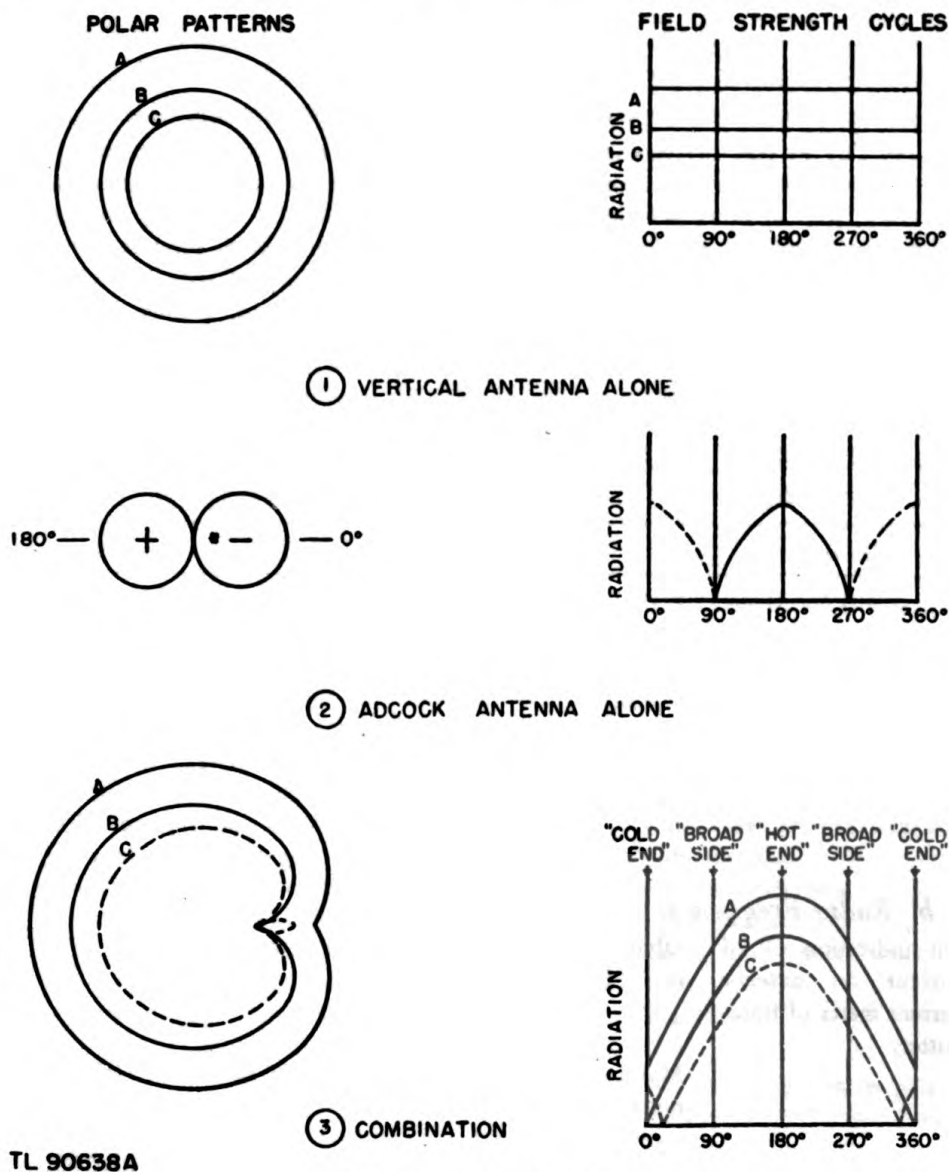 POLAR PATTERNS
A
B
C
FIELD STRENGTH CYCLES
RADIATION
A
B
C
0° 90° 180° 270° 360°
1 VERTICAL ANTENNA ALONE
180° + - 0°
RADIATION
0° 90° 180° 270° 360°
2 ADCOCK ANTENNA ALONE
A
B
C
"COLD END" "BROAD SIDE" "HOT END" "BROAD SIDE" "COLD END"
RADIATION
A
B
C
0° 90° 180° 270° 360°
3 COMBINATION
TL 90638A